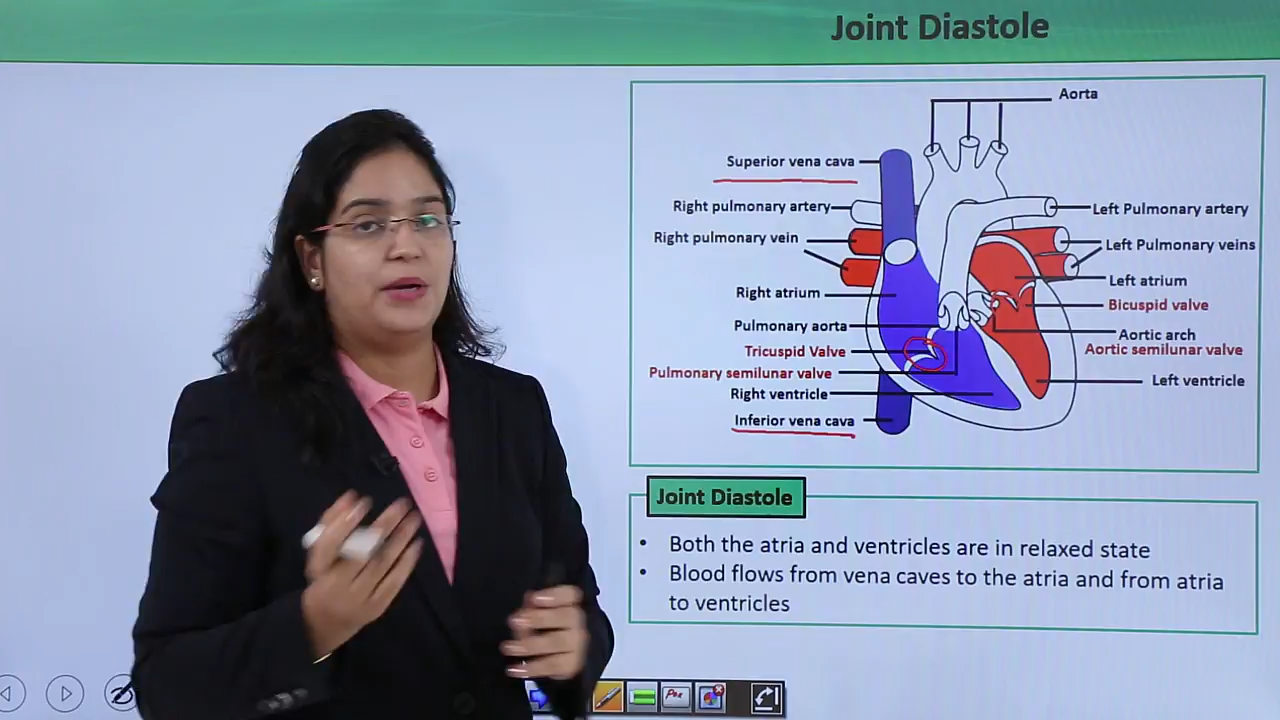 Joint Diastole
Aorta
Superior vena cava
Right pulmonary artery
Left Pulmonary artery
Right pulmonary vein
Left Pulmonary veins
Left atrium
Right atrium
Bicuspid valve
Pulmonary aorta
Aortic arch
Tricuspid Valve
Aortic semilunar valve
Pulmonary semilunar valve
Left ventricle
Right ventricle
Inferior vena cava
Joint Diastole
• Both the atria and ventricles are in relaxed state
• Blood flows from vena caves to the atria and from atria
to ventricles
Pen